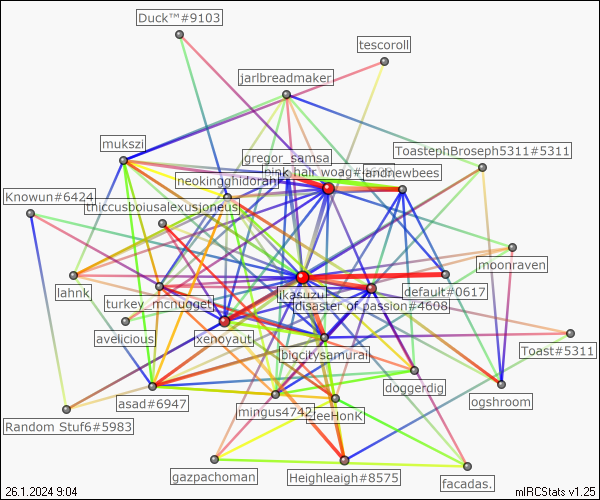 Duck™#9103
tescoroll
jarlbreadmaker
mukszi
ToastephBroseph5311#5311
gregor_samsa
pink hair woag#
andrewbees
neokingghidorah
Knowun#6424
thiccusboiusalexusjoneus
moonraven
lahnk
turkey_mcnugget
jkasuzu
disaster of passion#4608
default#0617
avelicious
xenoyaut
Toast#5311
bigcitysamurai
doggerdig
asad#6947
mingus4742
ZeeHonK
ogshroom
Random Stuf6#5983
gazpachoman
Heighleaigh#8575
facadas.
26.1.2024 9:04
mIRCStats v1.25